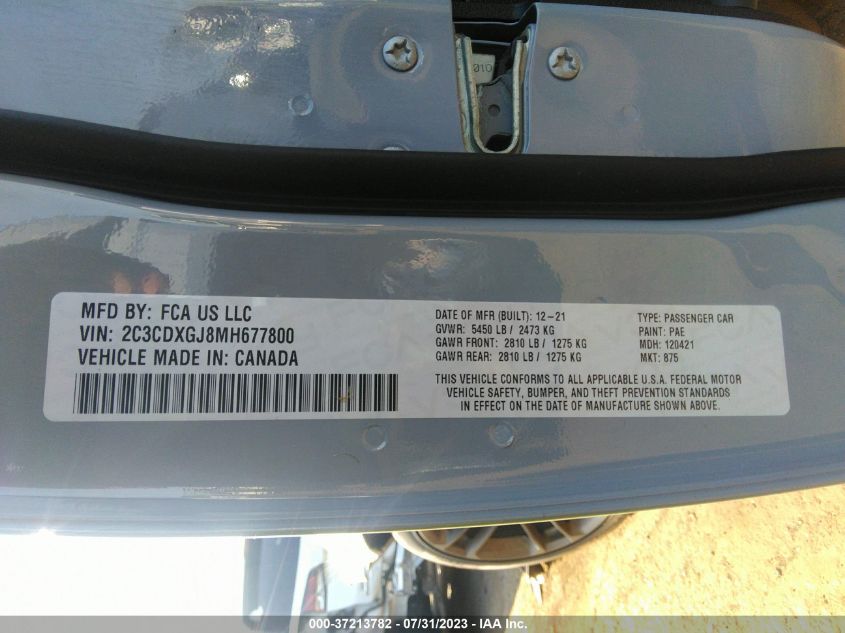 010
MFD BY: FCA US LLC
VIN: 2C3CDXGJ8MH677800
VEHICLE MADE IN: CANADA
DATE OF MFR (BUILT): 12-21
GVWR: 5450 LB / 2473 KG
GAWR FRONT: 2810 LB / 1275 KG
GAWR REAR: 2810 LB / 1275 KG
TYPE: PASSENGER CAR
PAINT: PAE
MDH: 120421
MKT: 875
THIS VEHICLE CONFORMS TO ALL APPLICABLE U.S.A. FEDERAL MOTOR
VEHICLE SAFETY, BUMPER, AND THEFT PREVENTION STANDARDS
IN EFFECT ON THE DATE OF MANUFACTURE SHOWN ABOVE.
000-37213782 - 07/31/2023 - IAA Inc.